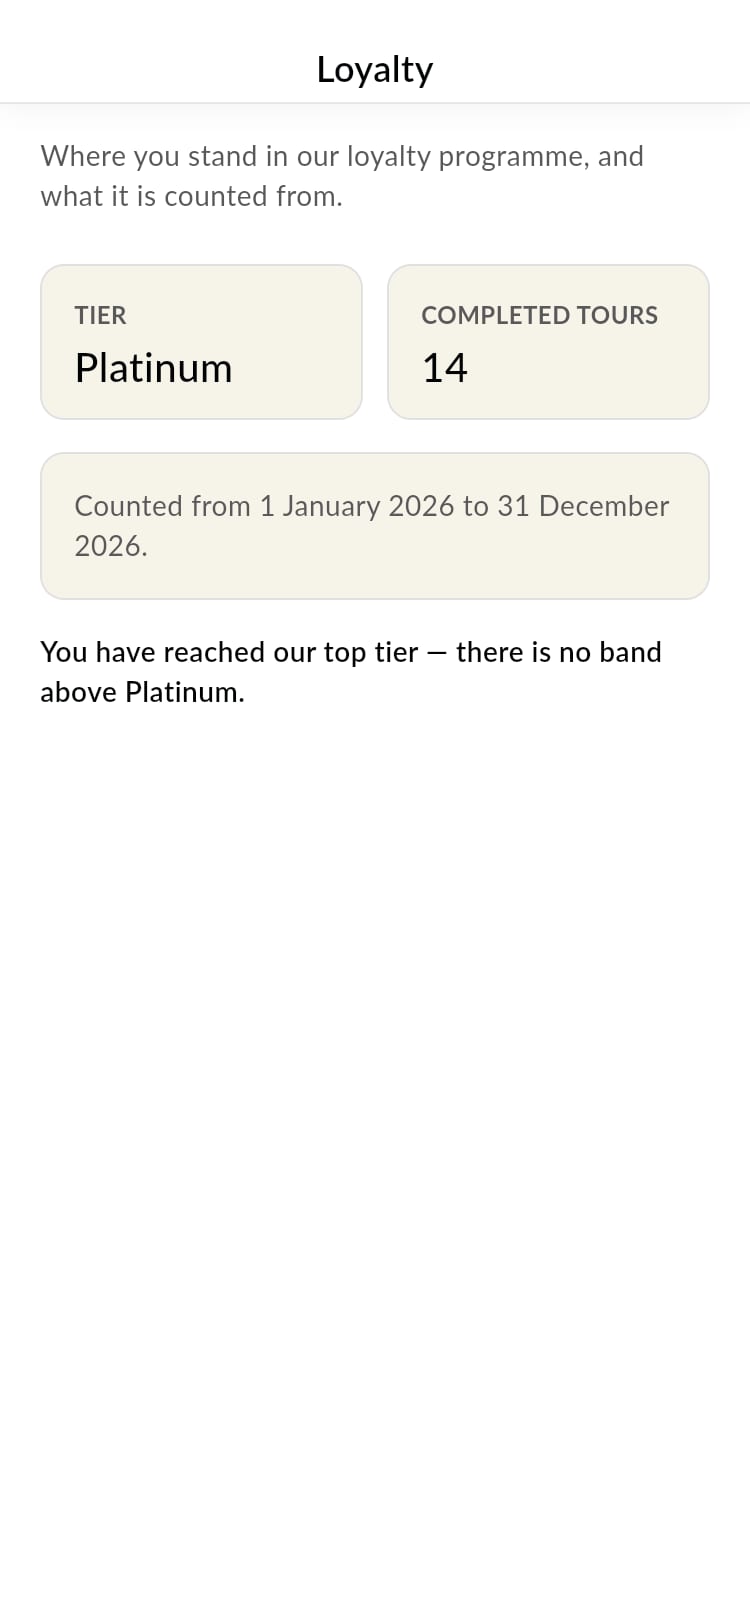 Loyalty
Where you stand in our loyalty programme, and
what it is counted from.
TIER
Platinum
COMPLETED TOURS
14
Counted from 1 January 2026 to 31 December
2026.
You have reached our top tier — there is no band
above Platinum.